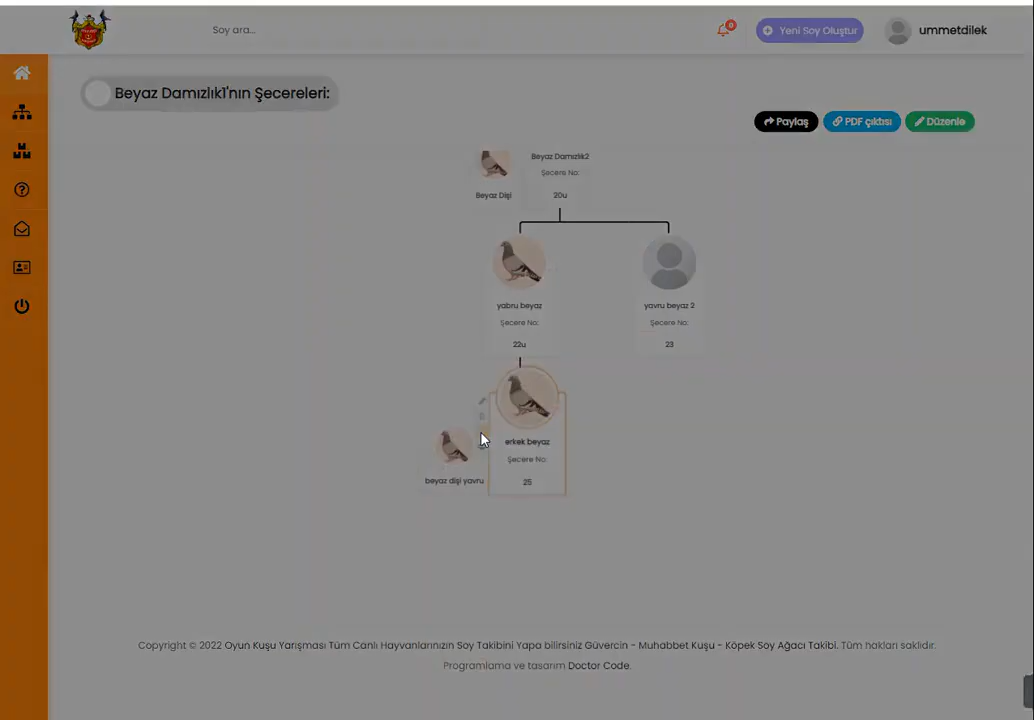 Soy ara...
6
Yeni Soy Oluştur
ummetdilek
Beyaz Damızlık1'nın Şecereleri:
Paylaş
PDF çıktısı
Düzenle
Beyaz Dişi
Beyaz Damızlık2
Şecere No:
20u
yabru beyaz
Şecere No:
22u
yavru beyaz 2
Şecere No:
23
beyaz dişi yavru
erkek beyaz
Şecere No:
25
Copyright © 2022 Oyun Kuşu Yarışması Tüm Canlı Hayvanlarınızın Soy Takibini Yapa bilirsiniz Güvercin - Muhabbet Kuşu - Köpek Soy Ağacı Takibi. Tüm hakları saklıdır.
Programlama ve tasarım Doctor Code.